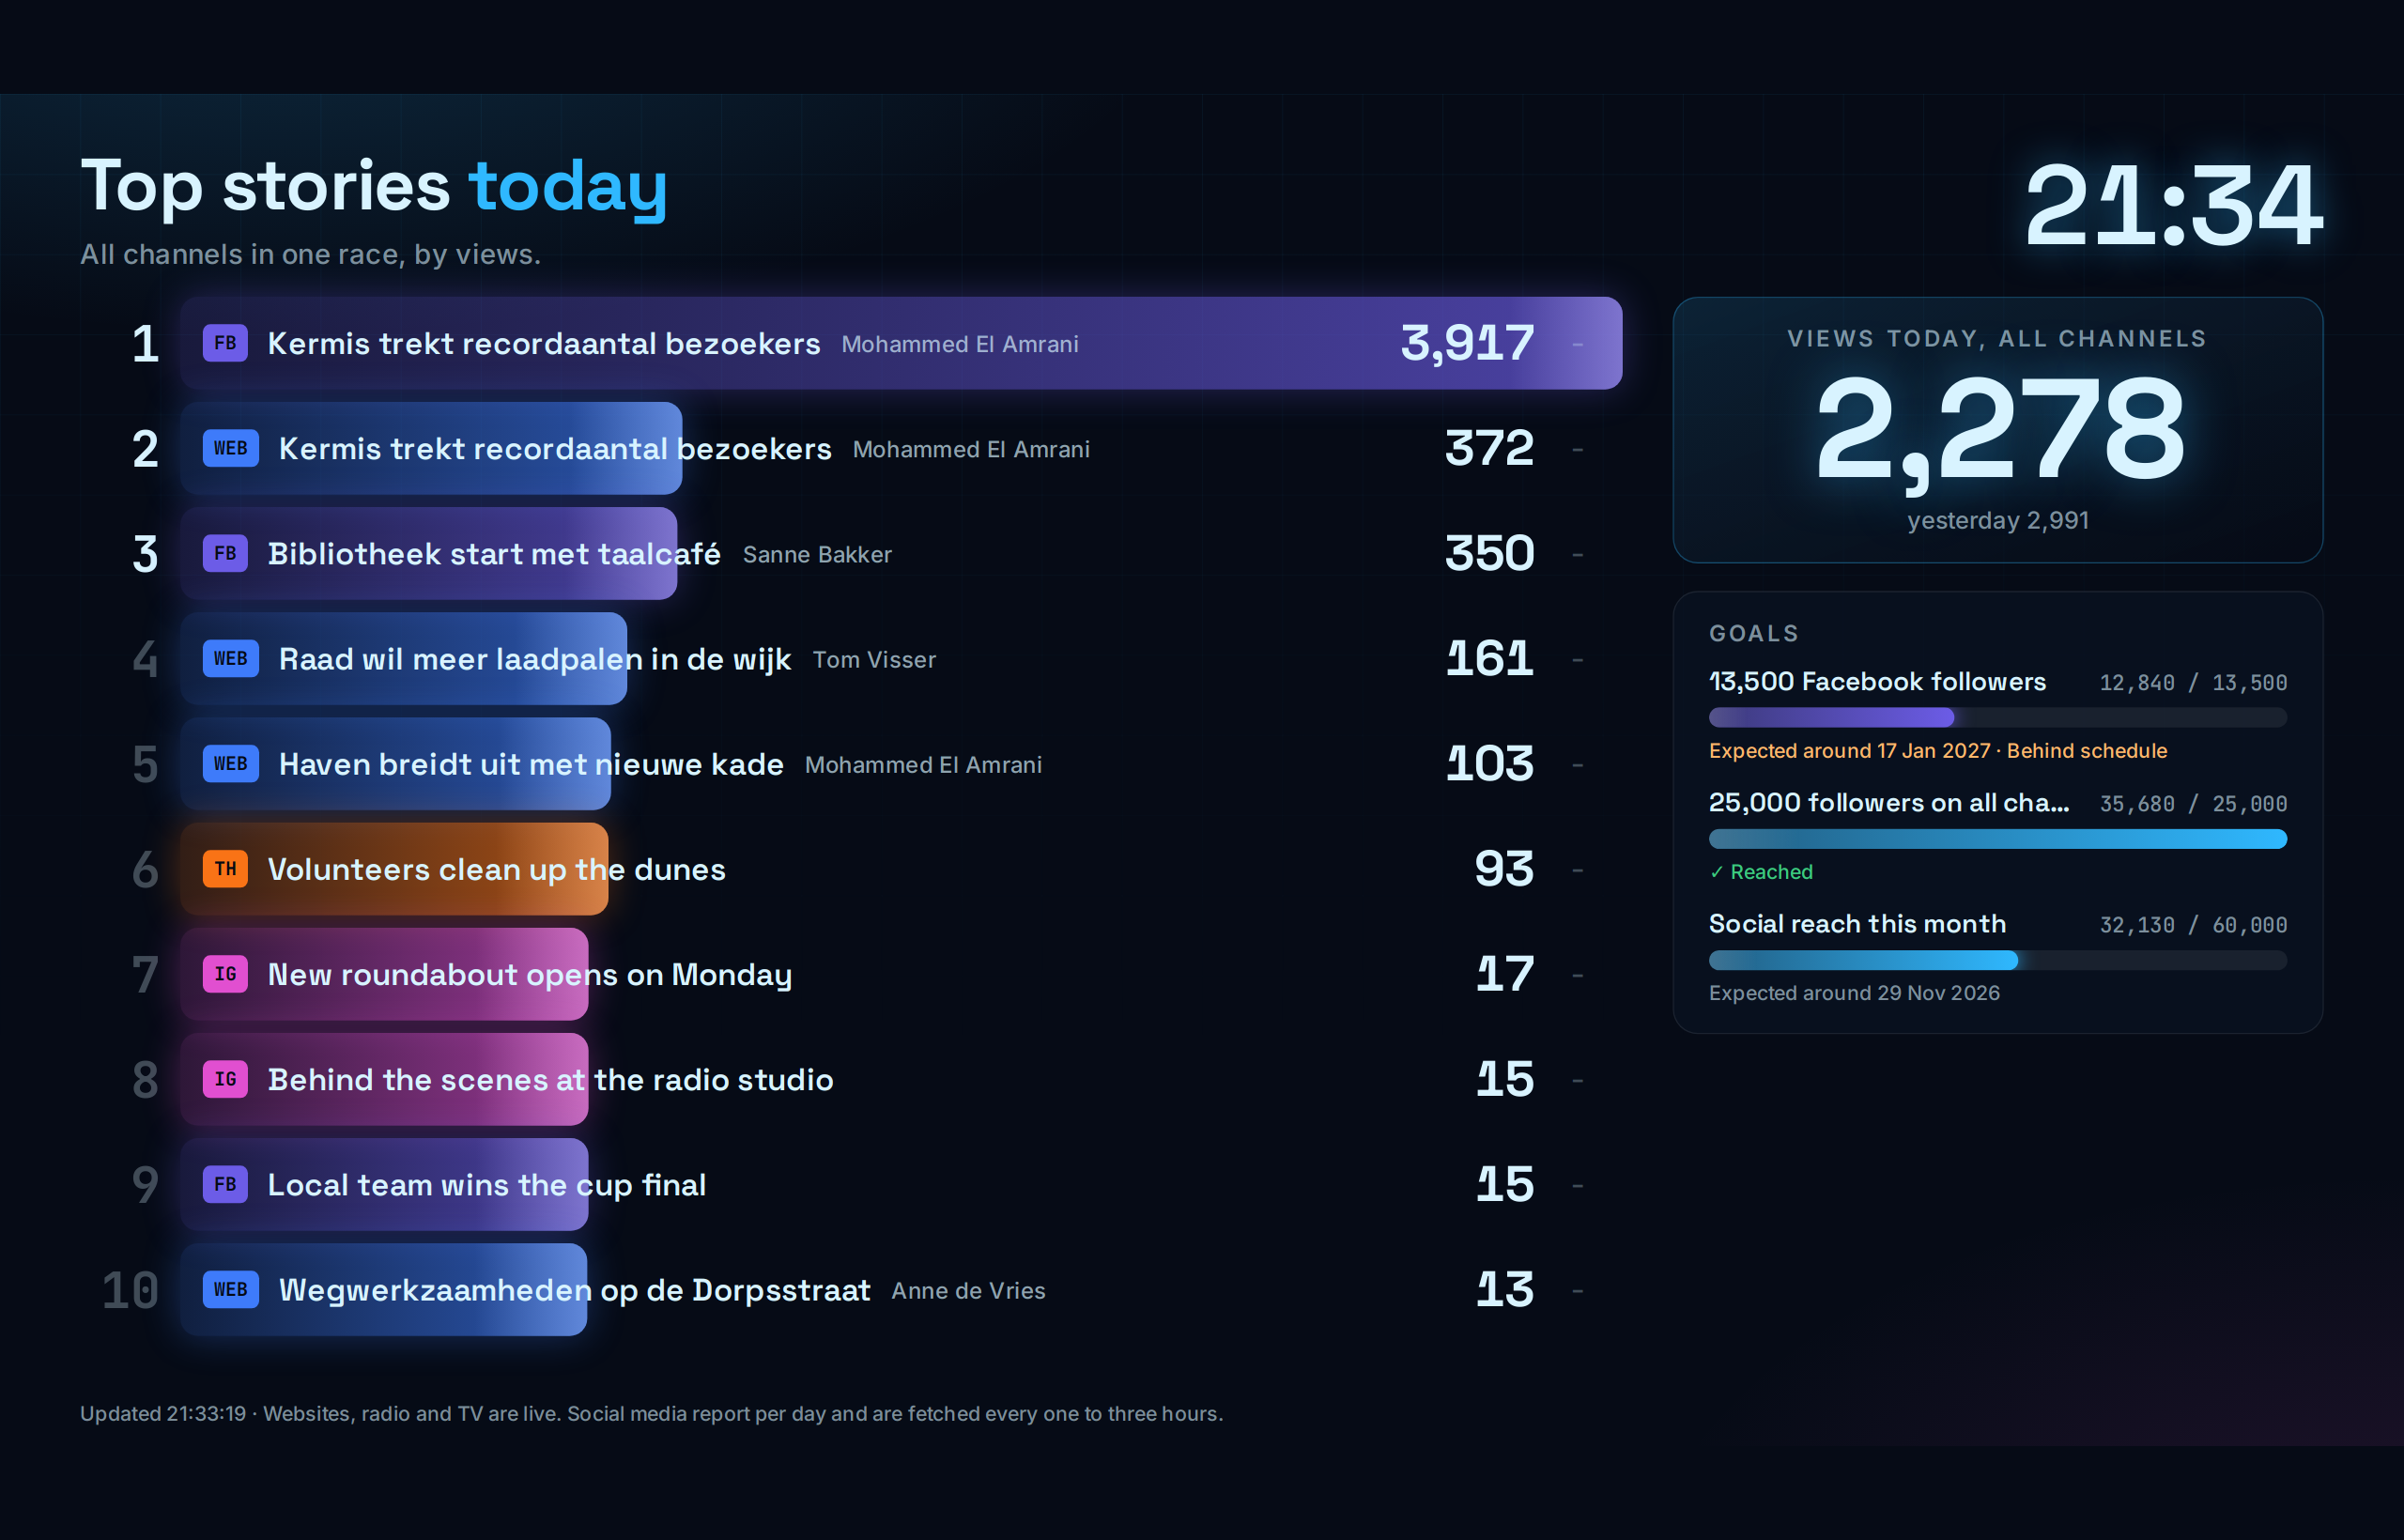 Top stories today
All channels in one race, by views.
21:34
1 FB Kermis trekt recordaantal bezoekers Mohammed El Amrani 3,917 -
2 WEB Kermis trekt recordaantal bezoekers Mohammed El Amrani 372 -
3 FB Bibliotheek start met taalcafé Sanne Bakker 350 -
4 WEB Raad wil meer laadpalen in de wijk Tom Visser 161 -
5 WEB Haven breidt uit met nieuwe kade Mohammed El Amrani 103 -
6 TH Volunteers clean up the dunes 93 -
7 IG New roundabout opens on Monday 17 -
8 IG Behind the scenes at the radio studio 15 -
9 FB Local team wins the cup final 15 -
10 WEB Wegwerkzaamheden op de Dorpsstraat Anne de Vries 13 -
VIEWS TODAY, ALL CHANNELS
2,278
yesterday 2,991
GOALS
13,500 Facebook followers 12,840 / 13,500
Expected around 17 Jan 2027 · Behind schedule
25,000 followers on all cha... 35,680 / 25,000
✓ Reached
Social reach this month 32,130 / 60,000
Expected around 29 Nov 2026
Updated 21:33:19 · Websites, radio and TV are live. Social media report per day and are fetched every one to three hours.